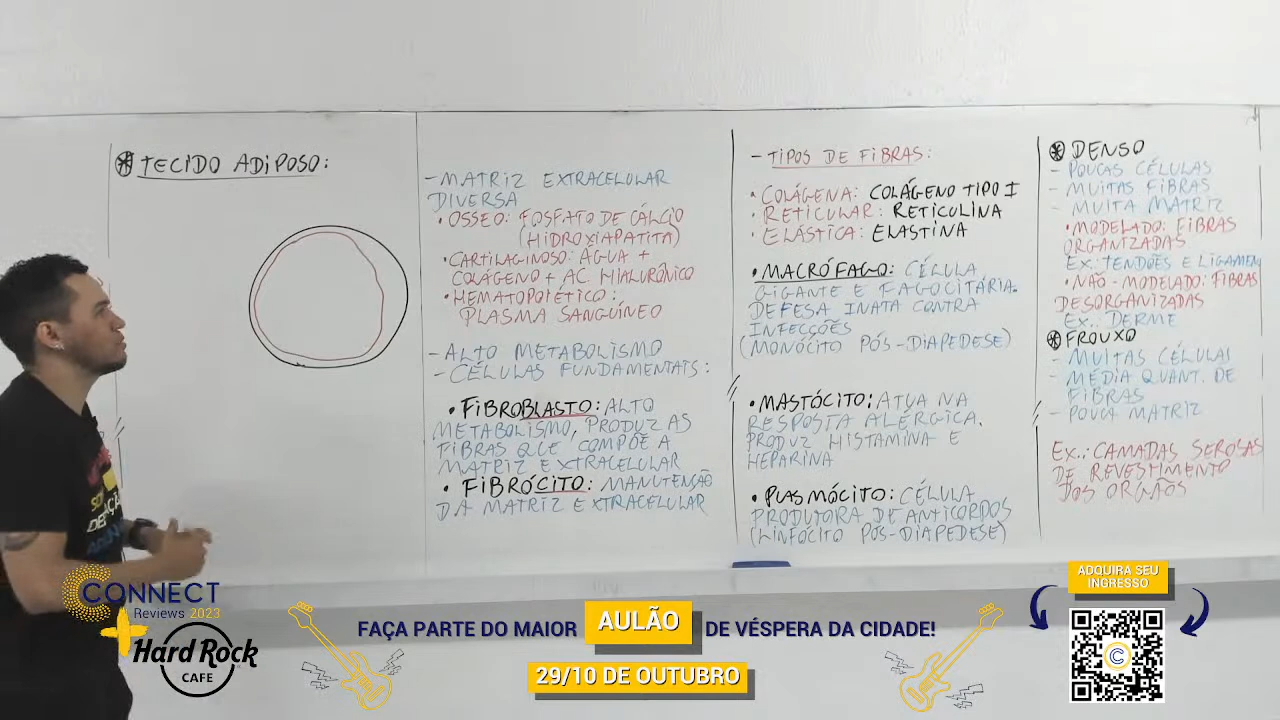 * TECIDO ADIPOSO:
- MATRIZ EXTRACELULAR
DIVERSA
• OSSEO: FOSFATO DE CÁLCIO
(HIDROXIAPATITA)
• CARTILAGINOSO: ÁGUA +
COLÁGENO + AC HIALURÔNICO
• HEMATOPOIÉTICO:
PLASMA SANGUÍNEO
- ALTO METABOLISMO
- CÉLULAS FUNDAMENTAIS:
• FIBROBLASTO: ALTO
METABOLISMO, PRODUZ AS
FIBRAS QUE COMPÕE A
MATRIZ EXTRACELULAR
• FIBRÓCITO: MANUTENÇÃO
DA MATRIZ EXTRACELULAR
- TIPOS DE FIBRAS:
• COLÁGENA: COLÁGENO TIPO I
• RETICULAR: RETICULINA
• ELÁSTICA: ELASTINA
• MACRÓFAGO: CÉLULA
GIGANTE E FAGOCITÁRIA.
DEFESA INATA CONTRA
INFECÇÕES
(MONÓCITO PÓS-DIAPEDESE)
• MASTÓCITO: ATUA NA
RESPOSTA ALÉRGICA.
PRODUZ HISTAMINA E
HEPARINA
• PLASMÓCITO: CÉLULA
PRODUTORA DE ANTICORDOS
(LINFÓCITO PÓS-DIAPEDESE)
* DENSO
- POUCAS CÉLULAS
- MUITAS FIBRAS
- MUITA MATRIZ
• MODELADO: FIBRAS
ORGANIZADAS
EX: TENDÕES E LIGAMEN
• NÃO-MODELADO: FIBRAS
DESORGANIZADAS
EX.: DERME
* FROUXO
- MUITAS CÉLULAS
- MÉDIA QUANT. DE
FIBRAS
- POUCA MATRIZ
EX.: CAMADAS SEROSAS
DE REVESTIMENTO
DOS ORGÃOS
CONNECT
Reviews 2023
+
Hard Rock
CAFE
FAÇA PARTE DO MAIOR AULÃO DE VÉSPERA DA CIDADE!
29/10 DE OUTUBRO
ADQUIRA SEU
INGRESSO